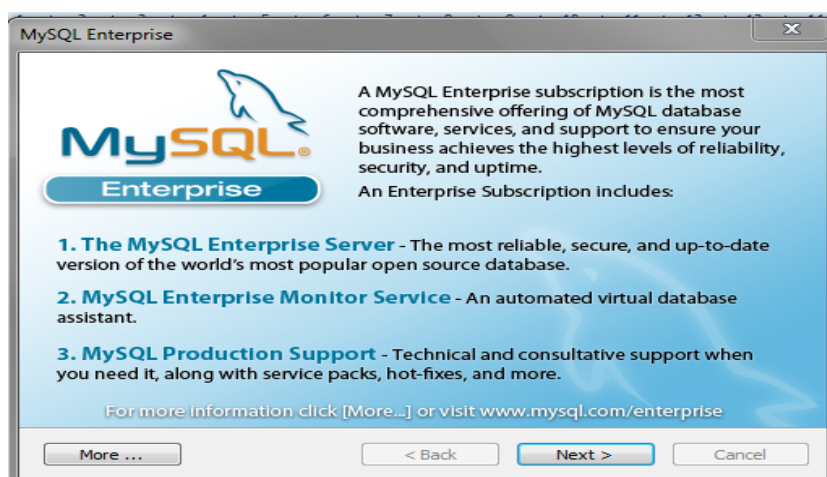 MySQL Enterprise
MySQL®
Enterprise
A MySQL Enterprise subscription is the most
comprehensive offering of MySQL database
software, services, and support to ensure your
business achieves the highest levels of reliability,
security, and uptime.
An Enterprise Subscription includes:
1. The MySQL Enterprise Server - The most reliable, secure, and up-to-date
version of the world's most popular open source database.
2. MySQL Enterprise Monitor Service - An automated virtual database
assistant.
3. MySQL Production Support - Technical and consultative support when
you need it, along with service packs, hot-fixes, and more.
For more information click [More...] or visit www.mysql.com/enterprise
More ...
< Back
Next >
Cancel